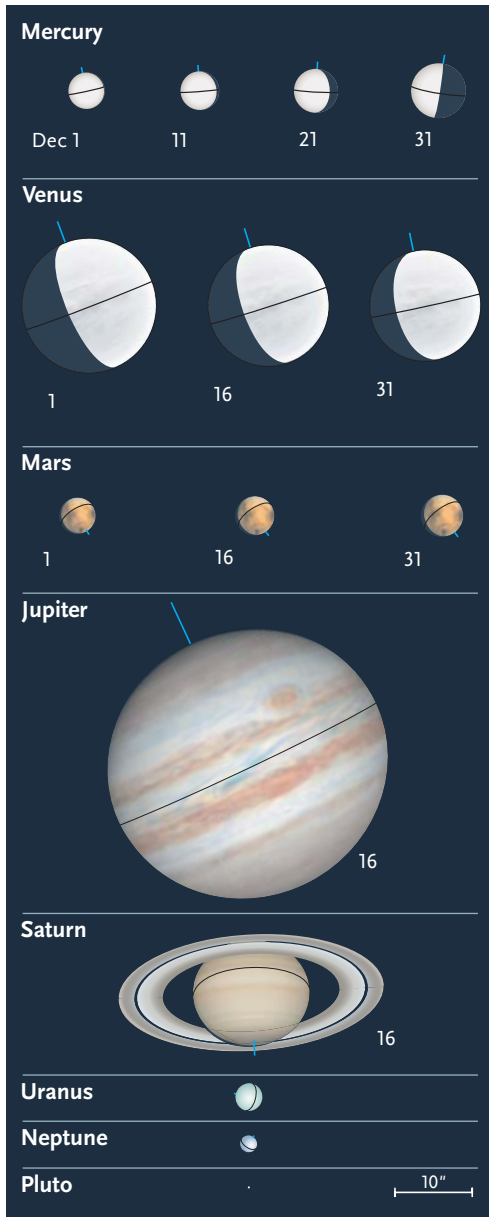 Mercury
Dec 1 11 21 31
Venus
1 16 31
Mars
1 16 31
Jupiter
16
Saturn
16
Uranus
Neptune
Pluto 10"